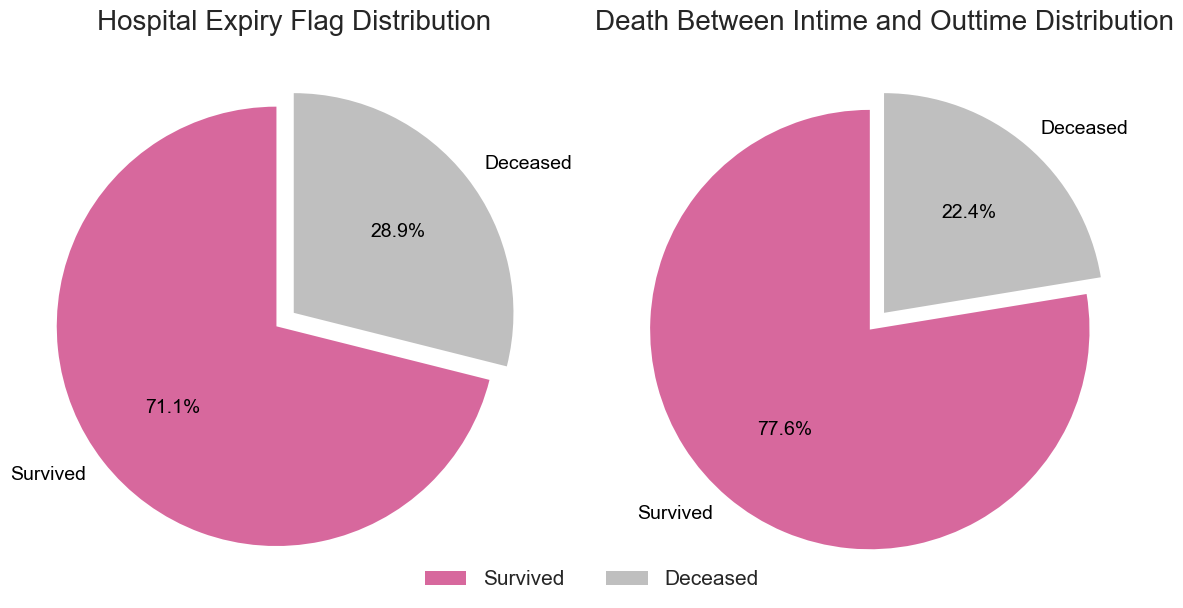 Hospital Expiry Flag Distribution
Death Between Intime and Outtime Distribution
Deceased
28.9%
71.1%
Survived
Deceased
22.4%
77.6%
Survived
Survived
Deceased